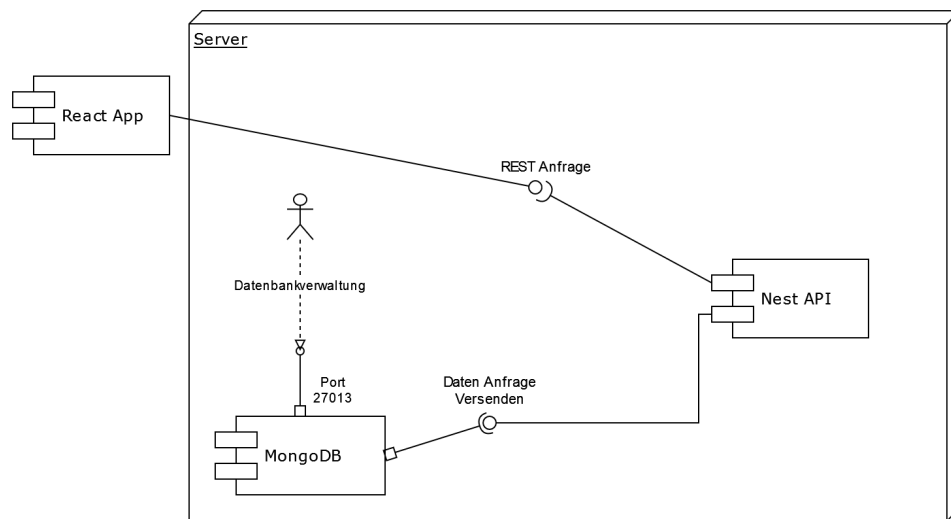 Server
React App
REST Anfrage
Datenbankverwaltung
Nest API
Port
27013
Daten Anfrage
Versenden
MongoDB